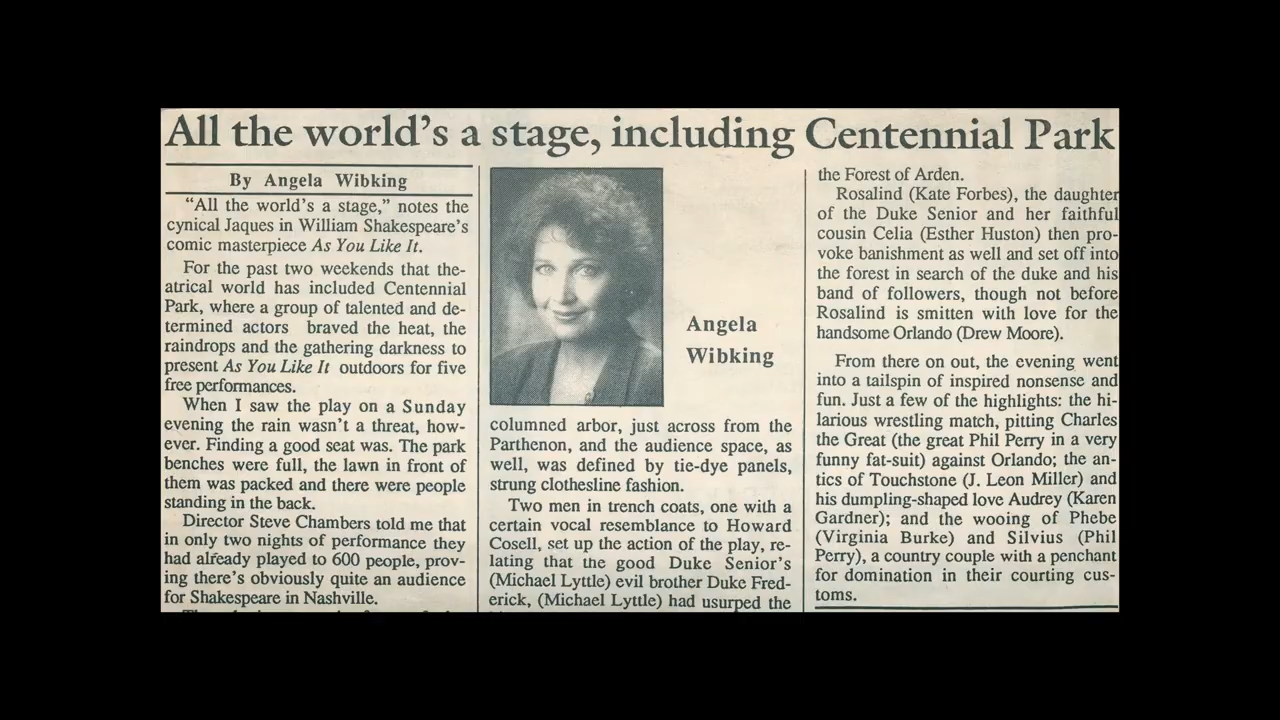 All the world's a stage, including Centennial Park
By Angela Wibking
"All the world's a stage," notes the
cynical Jaques in William Shakespeare's
comic masterpiece As You Like It.
For the past two weekends that the-
atrical world has included Centennial
Park, where a group of talented and de-
termined actors braved the heat, the
raindrops and the gathering darkness to
present As You Like It outdoors for five
free performances.
When I saw the play on a Sunday
evening the rain wasn't a threat, how-
ever. Finding a good seat was. The park
benches were full, the lawn in front of
them was packed and there were people
standing in the back.
Director Steve Chambers told me that
in only two nights of performance they
had already played to 600 people, prov-
ing there's obviously quite an audience
for Shakespeare in Nashville.
Angela
Wibking
columned arbor, just across from the
Parthenon, and the audience space, as
well, was defined by tie-dye panels,
strung clothesline fashion.
Two men in trench coats, one with a
certain vocal resemblance to Howard
Cosell, set up the action of the play, re-
lating that the good Duke Senior's
(Michael Lyttle) evil brother Duke Fred-
erick, (Michael Lyttle) had usurped the
the Forest of Arden.
Rosalind (Kate Forbes), the daughter
of the Duke Senior and her faithful
cousin Celia (Esther Huston) then pro-
voke banishment as well and set off into
the forest in search of the duke and his
band of followers, though not before
Rosalind is smitten with love for the
handsome Orlando (Drew Moore).
From there on out, the evening went
into a tailspin of inspired nonsense and
fun. Just a few of the highlights: the hi-
larious wrestling match, pitting Charles
the Great (the great Phil Perry in a very
funny fat-suit) against Orlando; the an-
tics of Touchstone (J. Leon Miller) and
his dumpling-shaped love Audrey (Karen
Gardner); and the wooing of Phebe
(Virginia Burke) and Silvius (Phil
Perry), a country couple with a penchant
for domination in their courting cus-
toms.